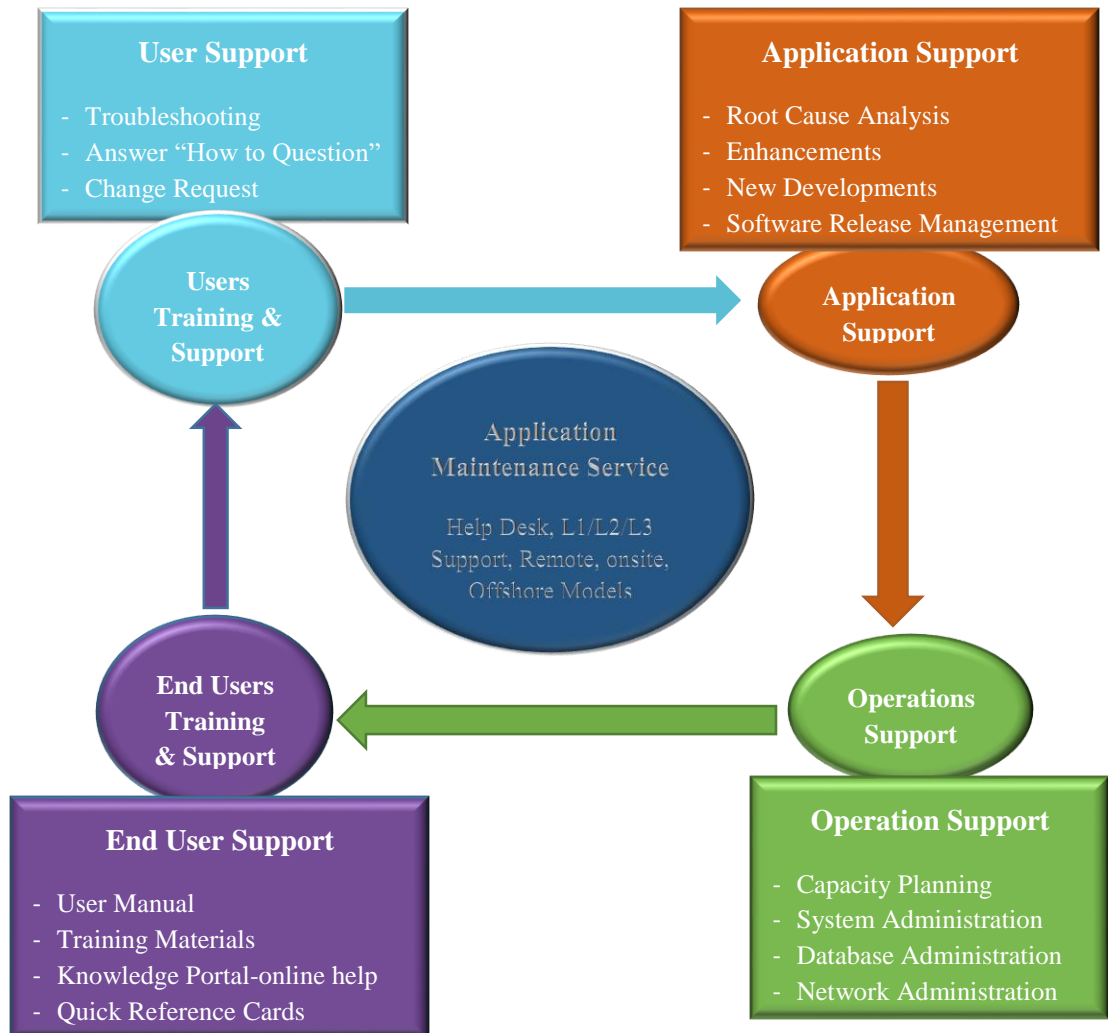 User Support
- Troubleshooting
- Answer “How to Question”
- Change Request
Users
Training &
Support
Application Support
- Root Cause Analysis
- Enhancements
- New Developments
- Software Release Management
Application
Support
Application
Maintenance Service
Help Desk, L1/L2/L3
Support, Remote, onsite,
Offshore Models
End Users
Training
& Support
End User Support
- User Manual
- Training Materials
- Knowledge Portal-online help
- Quick Reference Cards
Operations
Support
Operation Support
- Capacity Planning
- System Administration
- Database Administration
- Network Administration